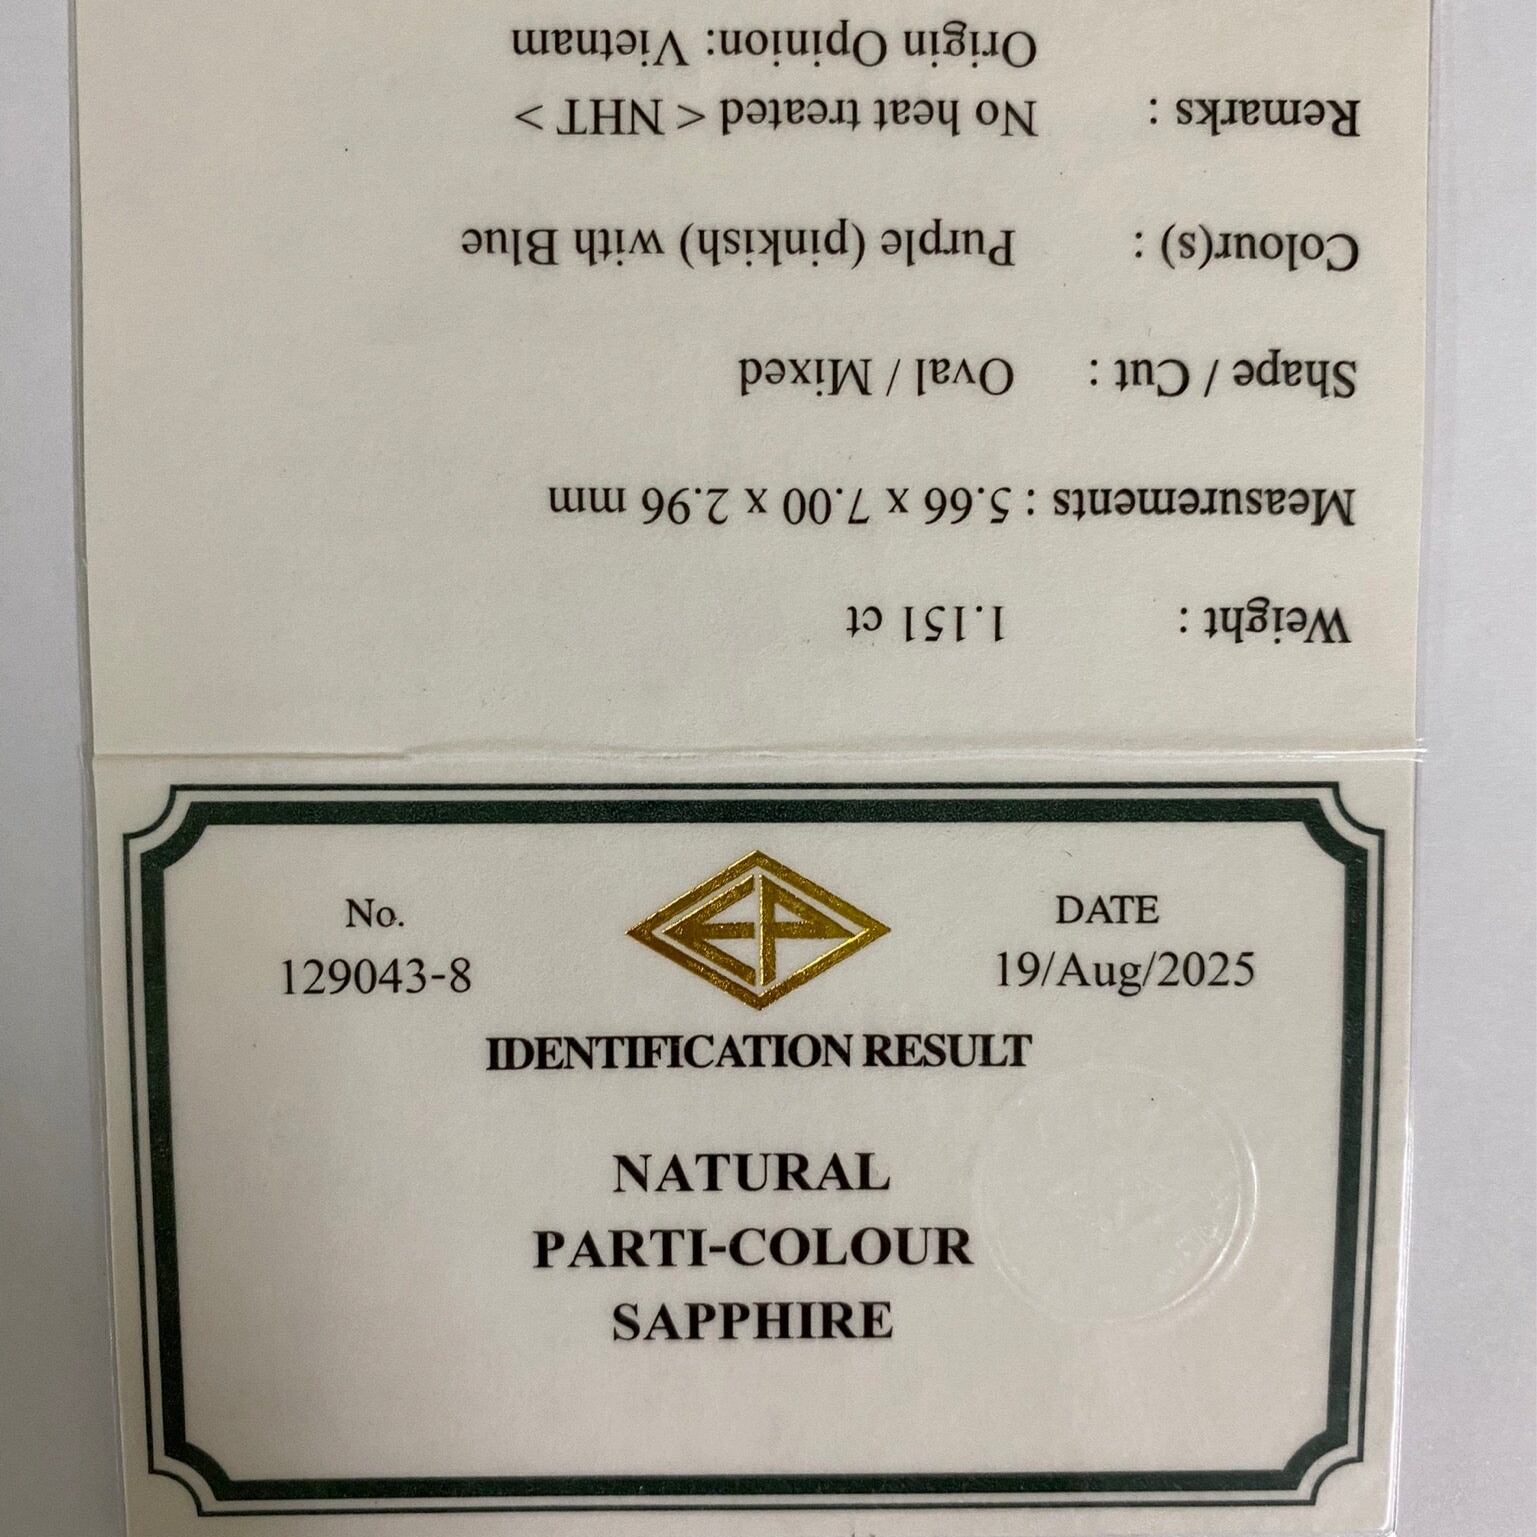 No.
129043-8
DATE
19/Aug/2025
IDENTIFICATION RESULT
NATURAL
PARTI-COLOUR
SAPPHIRE
Weight : 1.151 ct
Measurements : 5.66 x 7.00 x 2.96 mm
Shape / Cut : Oval / Mixed
Colour(s) : Purple (pinkish) with Blue
Remarks : No heat treated < NHT >
Origin Opinion: Vietnam